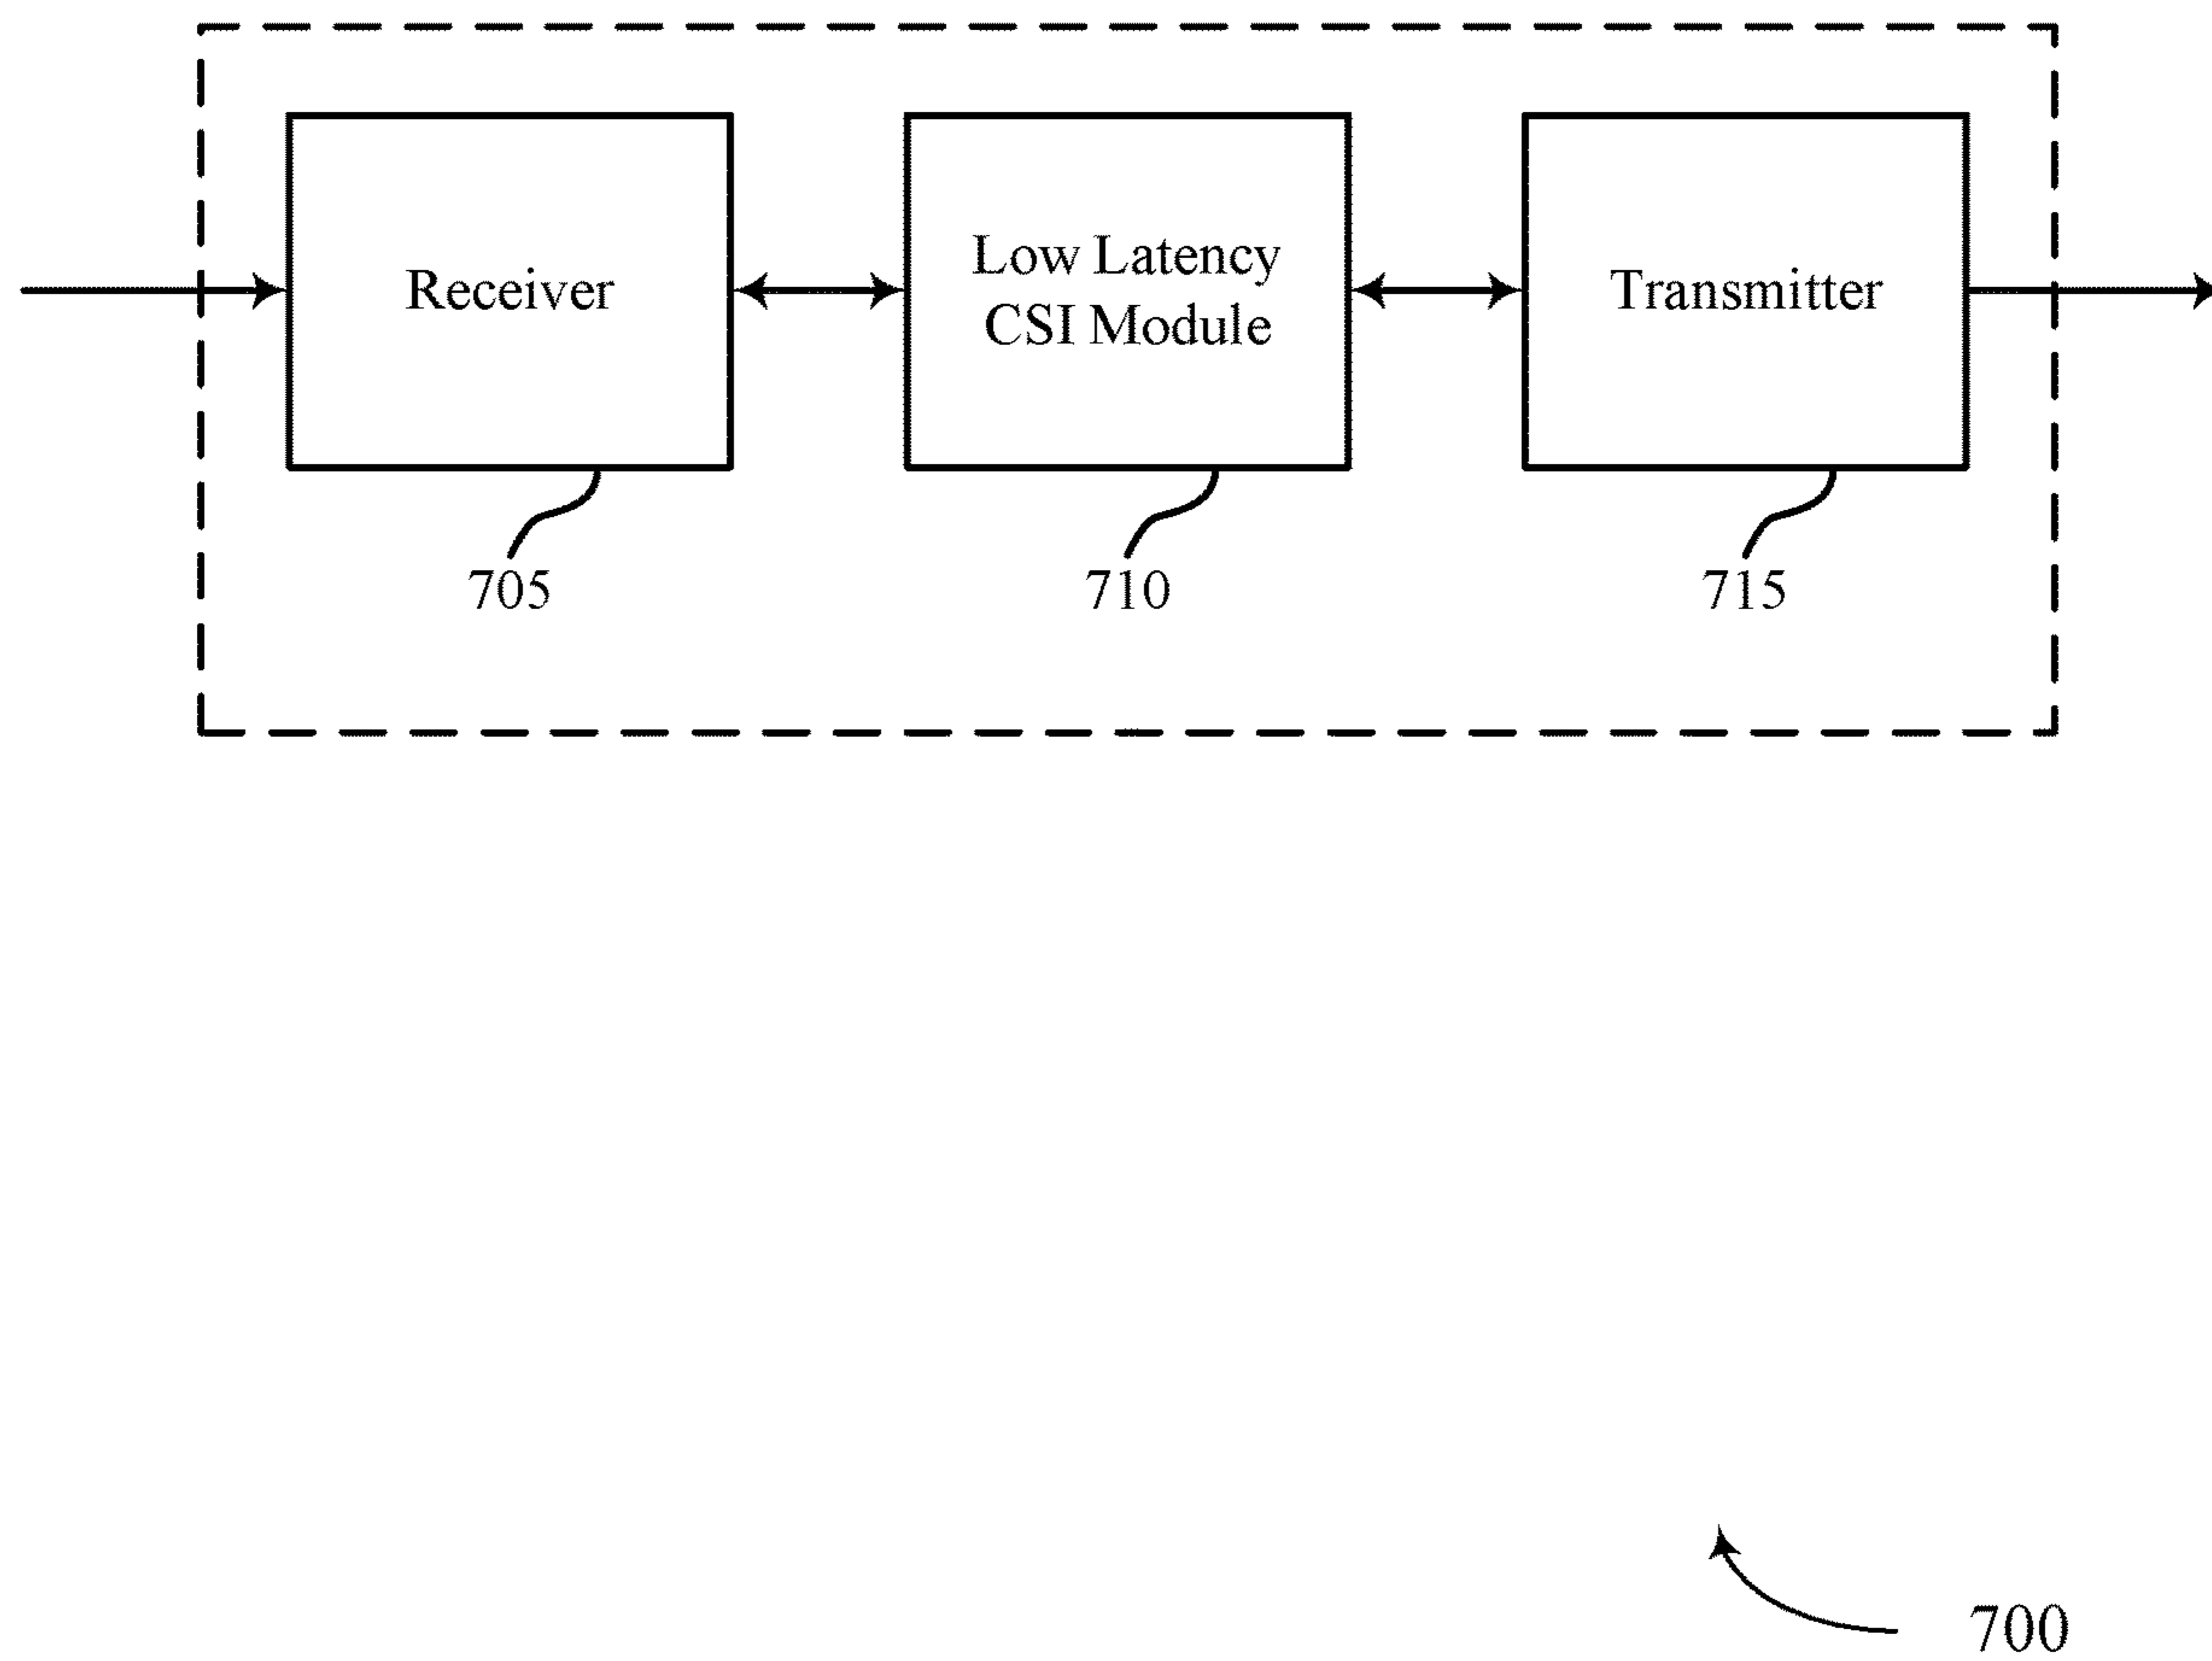 Receiver
Low Latency
CSI Module
Transmitter
705
710
715
700